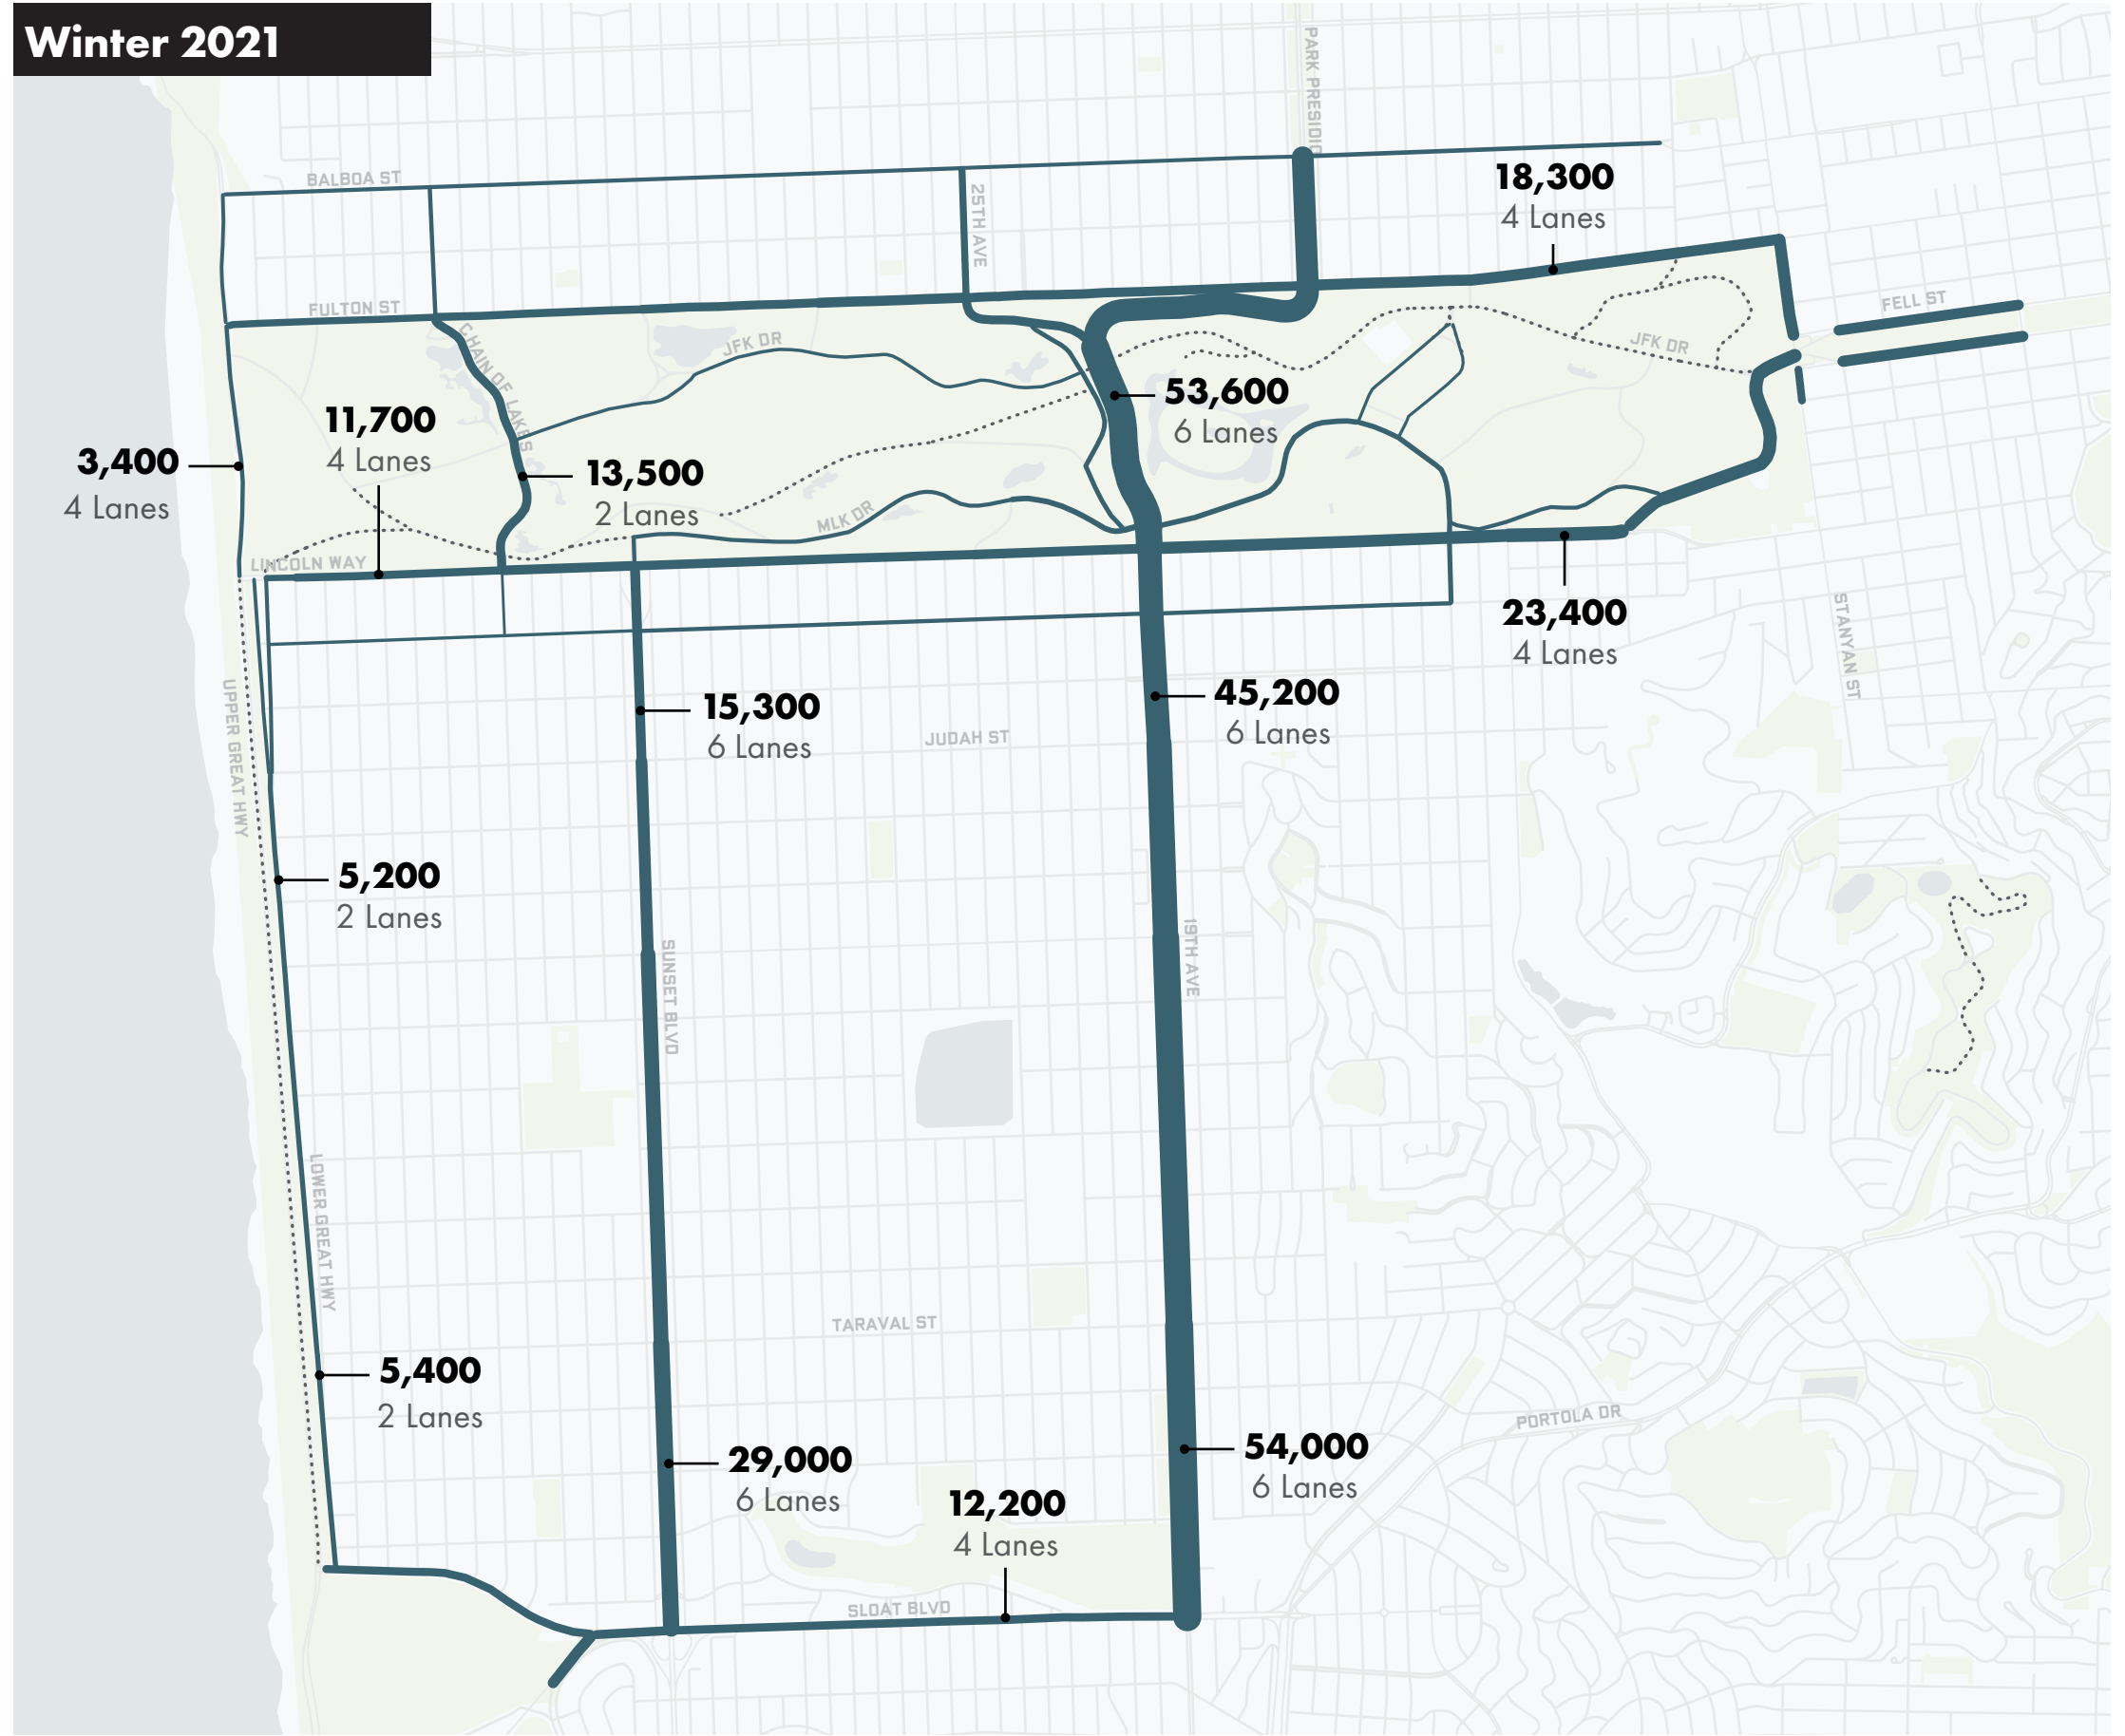 Winter 2021
PARK PRESIDIO
BALBOA ST
18,300
4 Lanes
25TH AVE
FULTON ST
FELL ST
CHAIN OF LAKES
JFK DR
JFK DR
53,600
6 Lanes
11,700
4 Lanes
3,400
4 Lanes
13,500
2 Lanes
MLK DR
LINCOLN WAY
23,400
4 Lanes
STANYAN ST
UPPER GREAT HWY
15,300
6 Lanes
45,200
6 Lanes
JUDAH ST
5,200
2 Lanes
SUNSET BLVD
19TH AVE
LOWER GREAT HWY
TARAVAL ST
5,400
2 Lanes
PORTOLA DR
29,000
6 Lanes
54,000
6 Lanes
12,200
4 Lanes
SLOAT BLVD